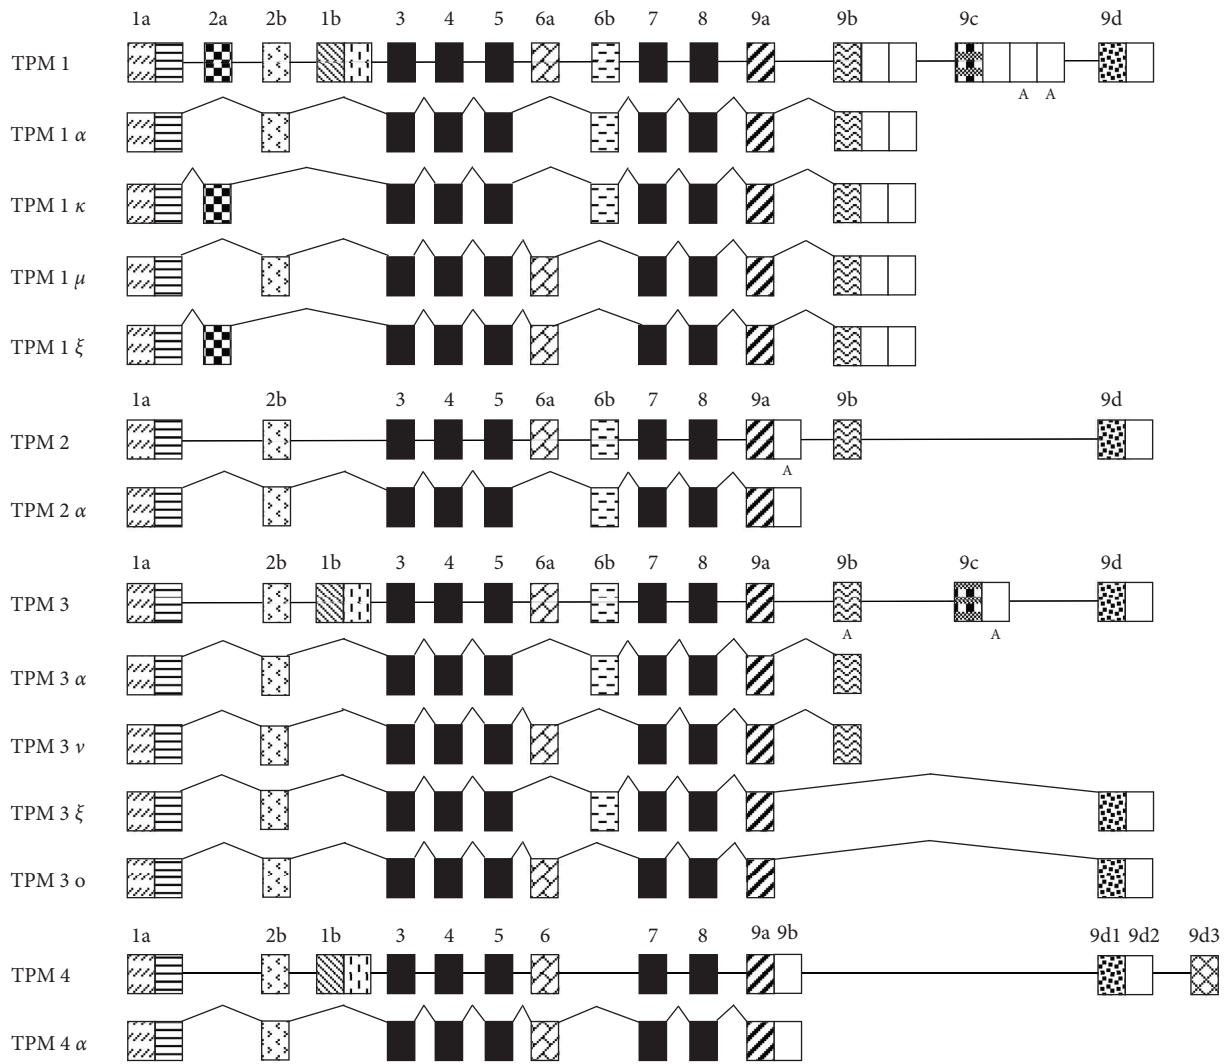 1a 2a 2b 1b 3 4 5 6a 6b 7 8 9a 9b 9c 9d
TPM 1
A A
TPM 1 α
TPM 1 κ
TPM 1 μ
TPM 1 ξ
1a 2b 3 4 5 6a 6b 7 8 9a 9b 9d
TPM 2
A
TPM 2 α
1a 2b 1b 3 4 5 6a 6b 7 8 9a 9b 9c 9d
TPM 3
A A
TPM 3 α
TPM 3 ν
TPM 3 ξ
TPM 3 o
1a 2b 1b 3 4 5 6 7 8 9a 9b 9d1 9d2 9d3
TPM 4
TPM 4 α